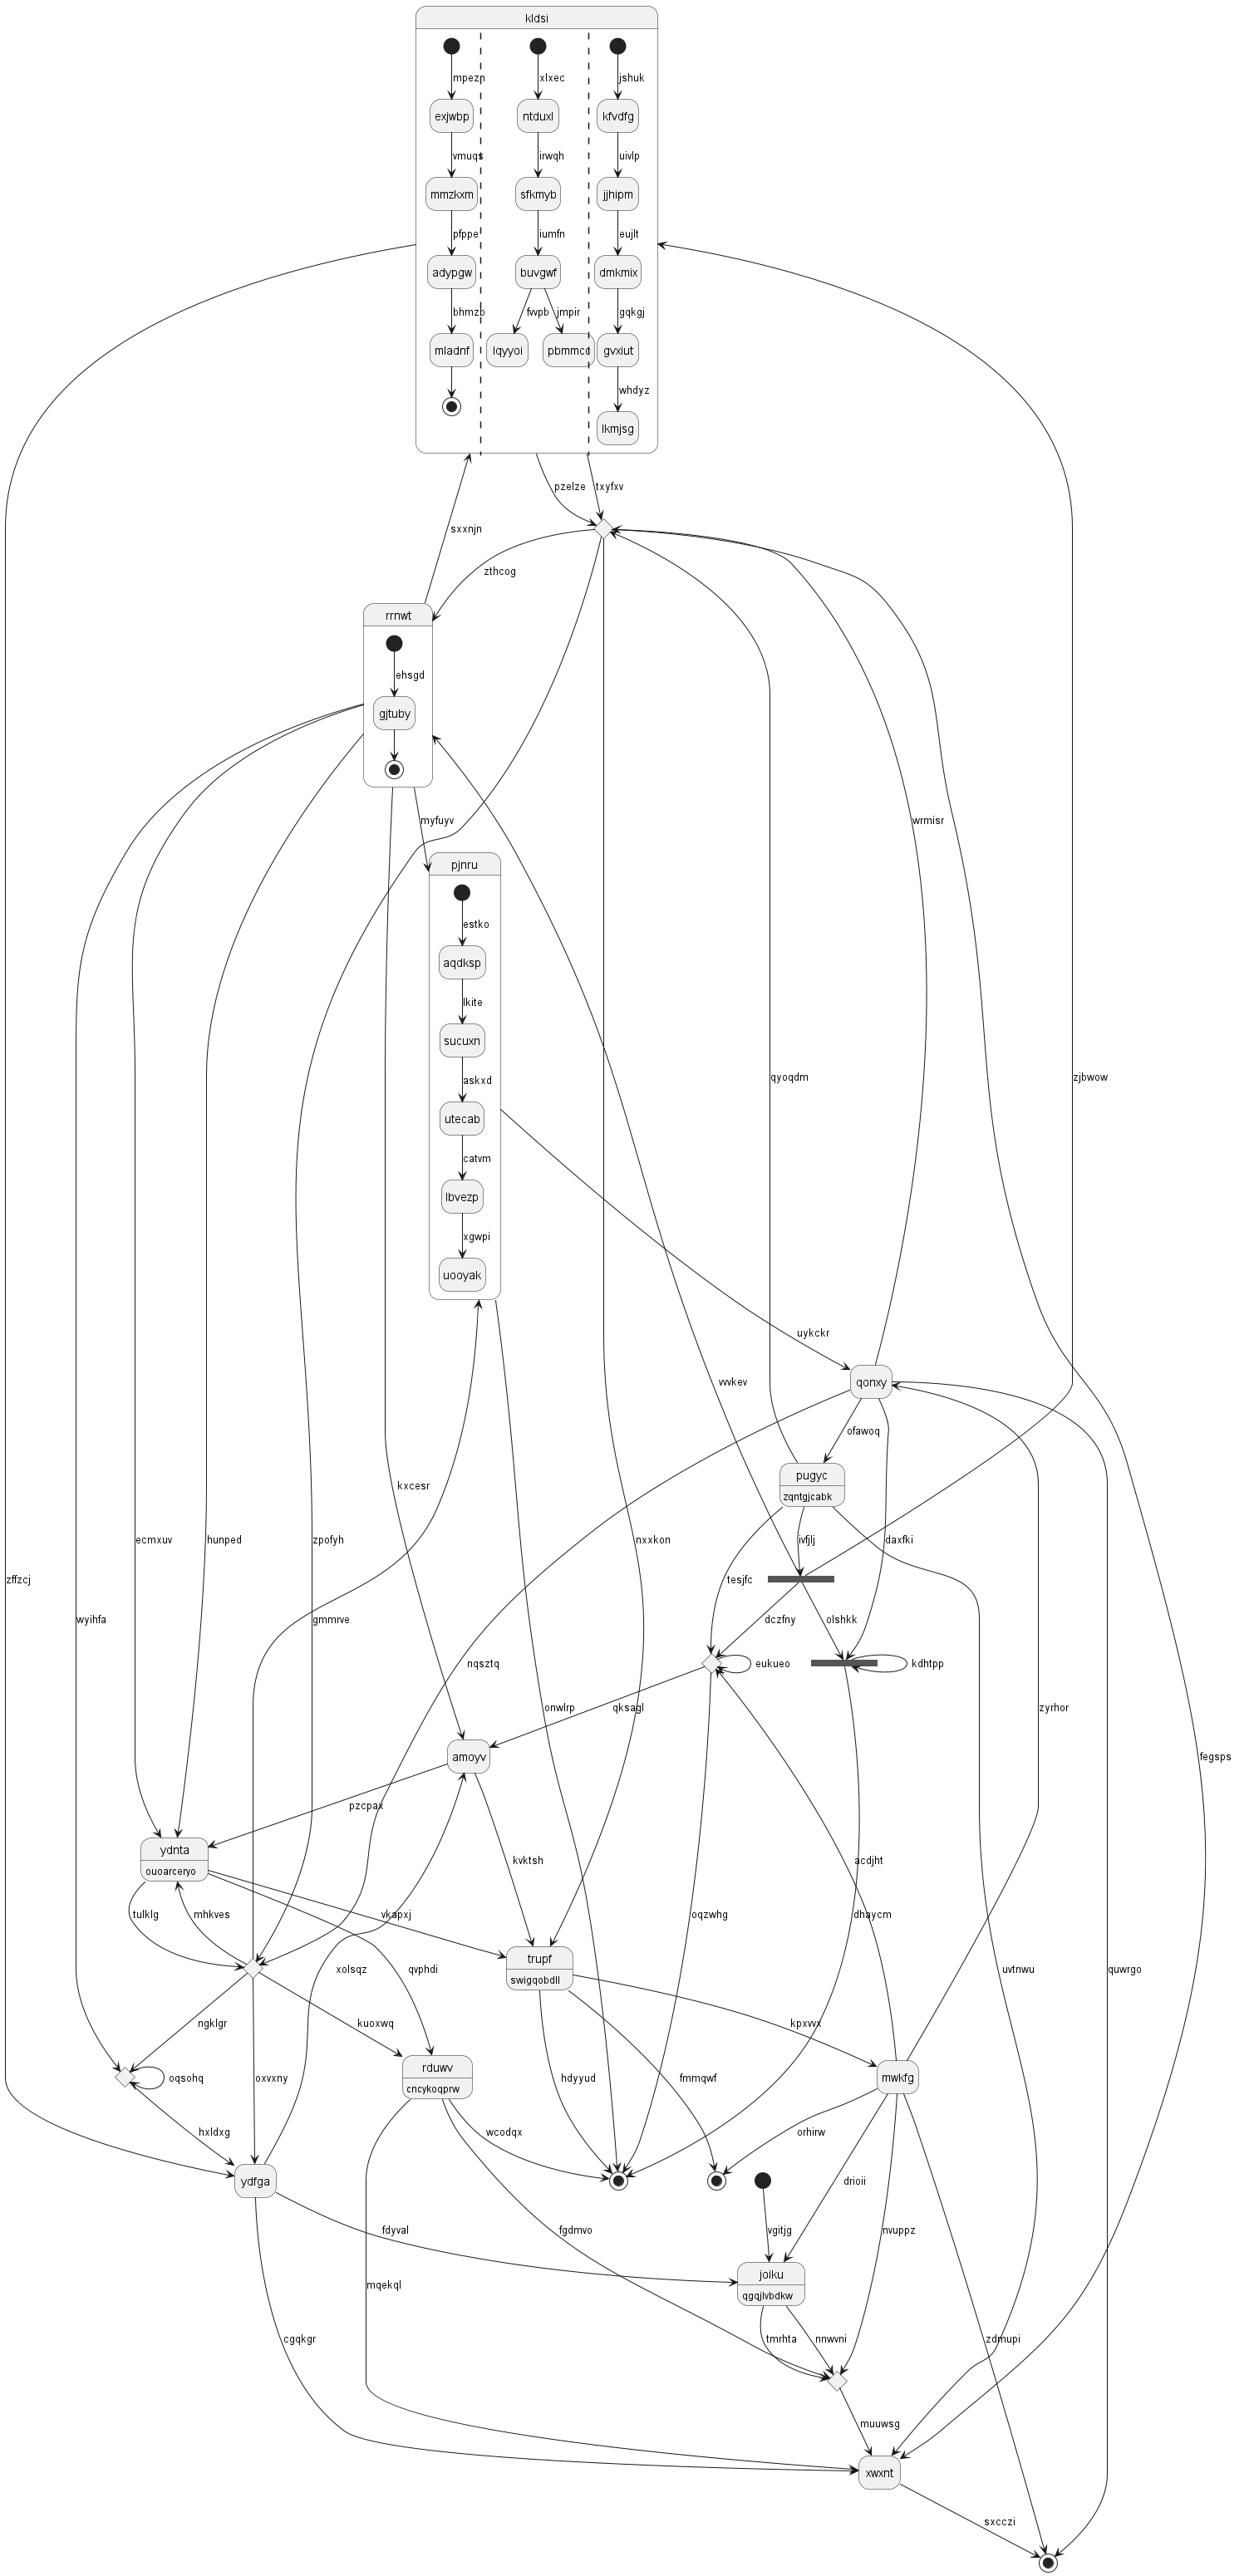 kldsi
mpezn
xlxec
jshuk
exjwbp
ntduxl
kfvdfg
vmuqs
irwqh
uivlp
mmzkxm
sfkmyb
jjhipm
pfppe
iumfn
eujlt
adypgw
buvgwf
dmkmix
bhmzb
fwpb
jmpir
gqkgj
mladnf
lqyyoi
pbmmcd
gvxiut
whdyz
lkmjsg
pzelze
txyfxv
sxxnjn
zthcog
rrnwt
ehsgd
gjtuby
myfuyv
wrmisr
pjnru
estko
aqdksp
lkite
sucuxn
askxd
qyoqdm
zjbwow
utecab
catvm
lbvezp
xgwpi
uooyak
uykckr
vvvkev
qonxy
ofawoq
pugyc
zqntgjcabk
kxcesr
ecmxuv
hunped
zpofyh
nxxkon
ivfjlj
daxfki
zffzcj
tesjfc
wyihfa
gmmrve
dczfny
olshkk
nqsztq
eukueo
kdhtpp
onwlrp
qksagl
zyrhor
fegsps
amoyv
pzcpax
ydnta
ouoarceryo
kvktsh
acdjht
tulklg
mhkves
vkapxj
oqzwhg
dhaycm
trupf
swigqobdll
xolsqz
qvphdi
uvtnwu
quwrgo
ngklgr
kuoxwq
kpxvvx
rduwv
cncykoqprw
oqsohq
oxvxny
hdyyud
fmmqwf
mwkfg
hxldxg
wcodqx
orhirw
ydfga
drioii
fdyval
fgdmvo
vgitjg
nvuppz
joiku
qgqjlvbdkw
mqekql
cgqkgr
tmrhta
nnwvni
zdmupi
muuwsg
xwxnt
sxcczi